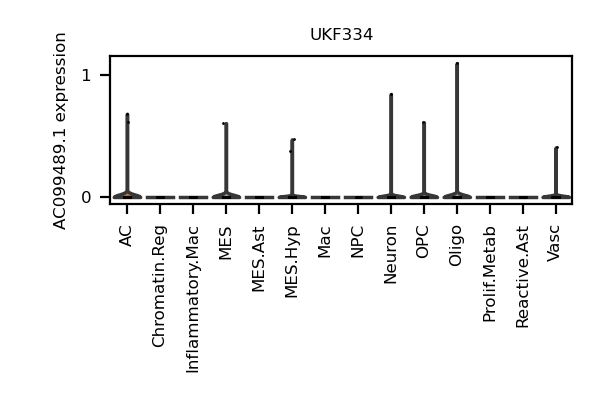 UKF334
AC099489.1 expression
1
0
AC
Chromatin.Reg
Inflammatory.Mac
MES
MES.Ast
MES.Hyp
Mac
NPC
Neuron
OPC
Oligo
Prolif.Metab
Reactive.Ast
Vasc